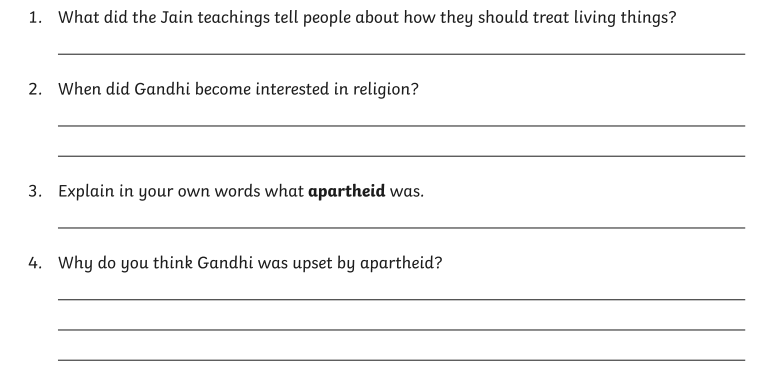 1. What did the Jain teachings tell people about how they should treat living things?
2. When did Gandhi become interested in religion?
3. Explain in your own words what apartheid was.
4. Why do you think Gandhi was upset by apartheid?